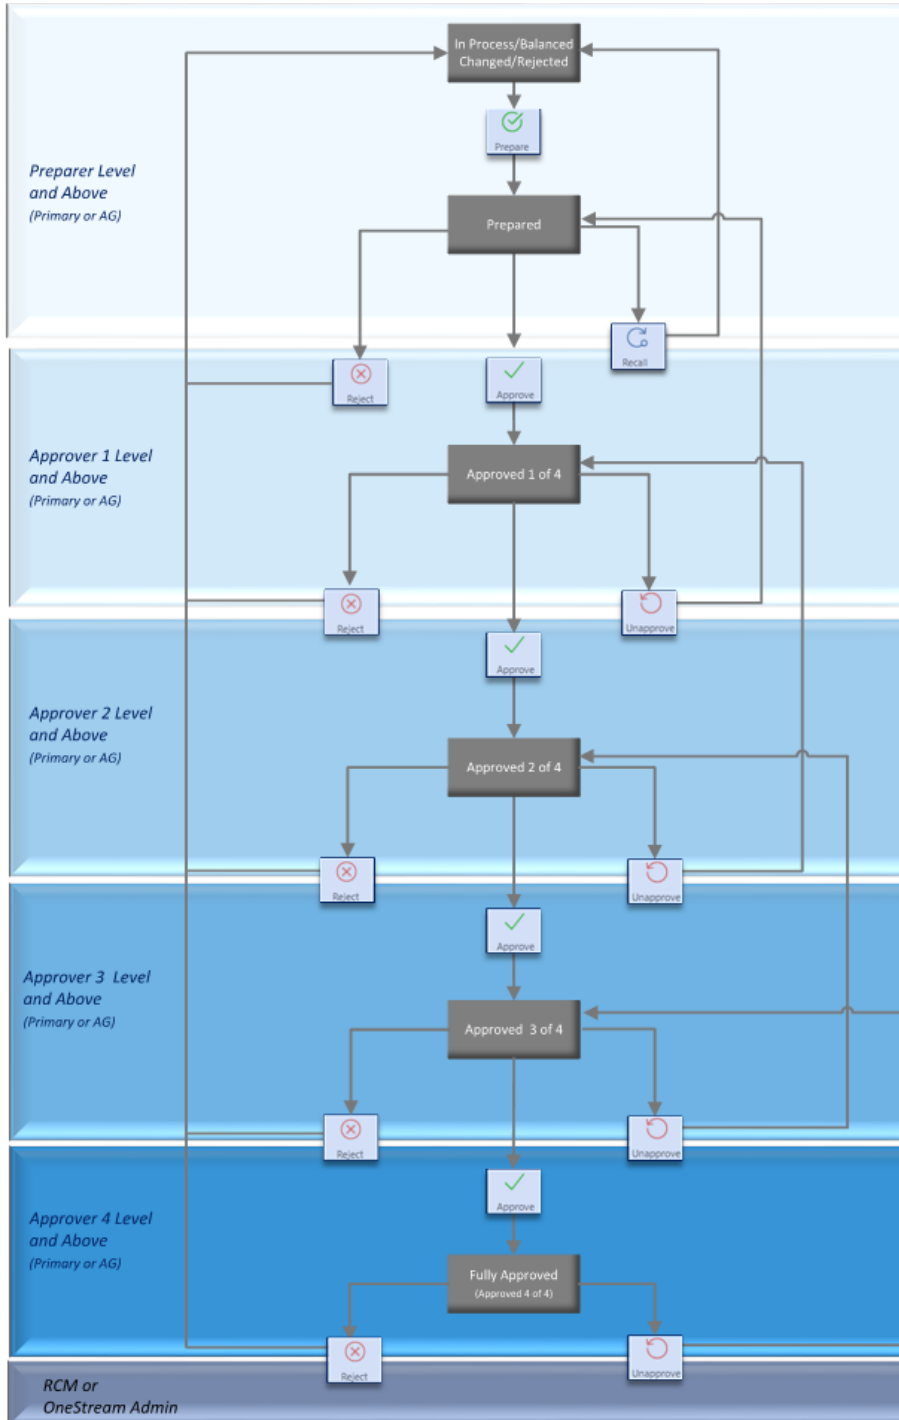 In Process/Balanced
Changed/Rejected
Prepare
Preparer Level
and Above
(Primary or AG)
Prepared
Recall
Reject
Approve
Approver 1 Level
and Above
(Primary or AG)
Approved 1 of 4
Reject
Unapprove
Approve
Approver 2 Level
and Above
(Primary or AG)
Approved 2 of 4
Reject
Unapprove
Approve
Approver 3  Level
and Above
(Primary or AG)
Approved  3 of 4
Reject
Unapprove
Approve
Approver 4 Level
and Above
(Primary or AG)
Fully Approved
(Approved 4 of 4)
Reject
Unapprove
RCM or
OneStream Admin